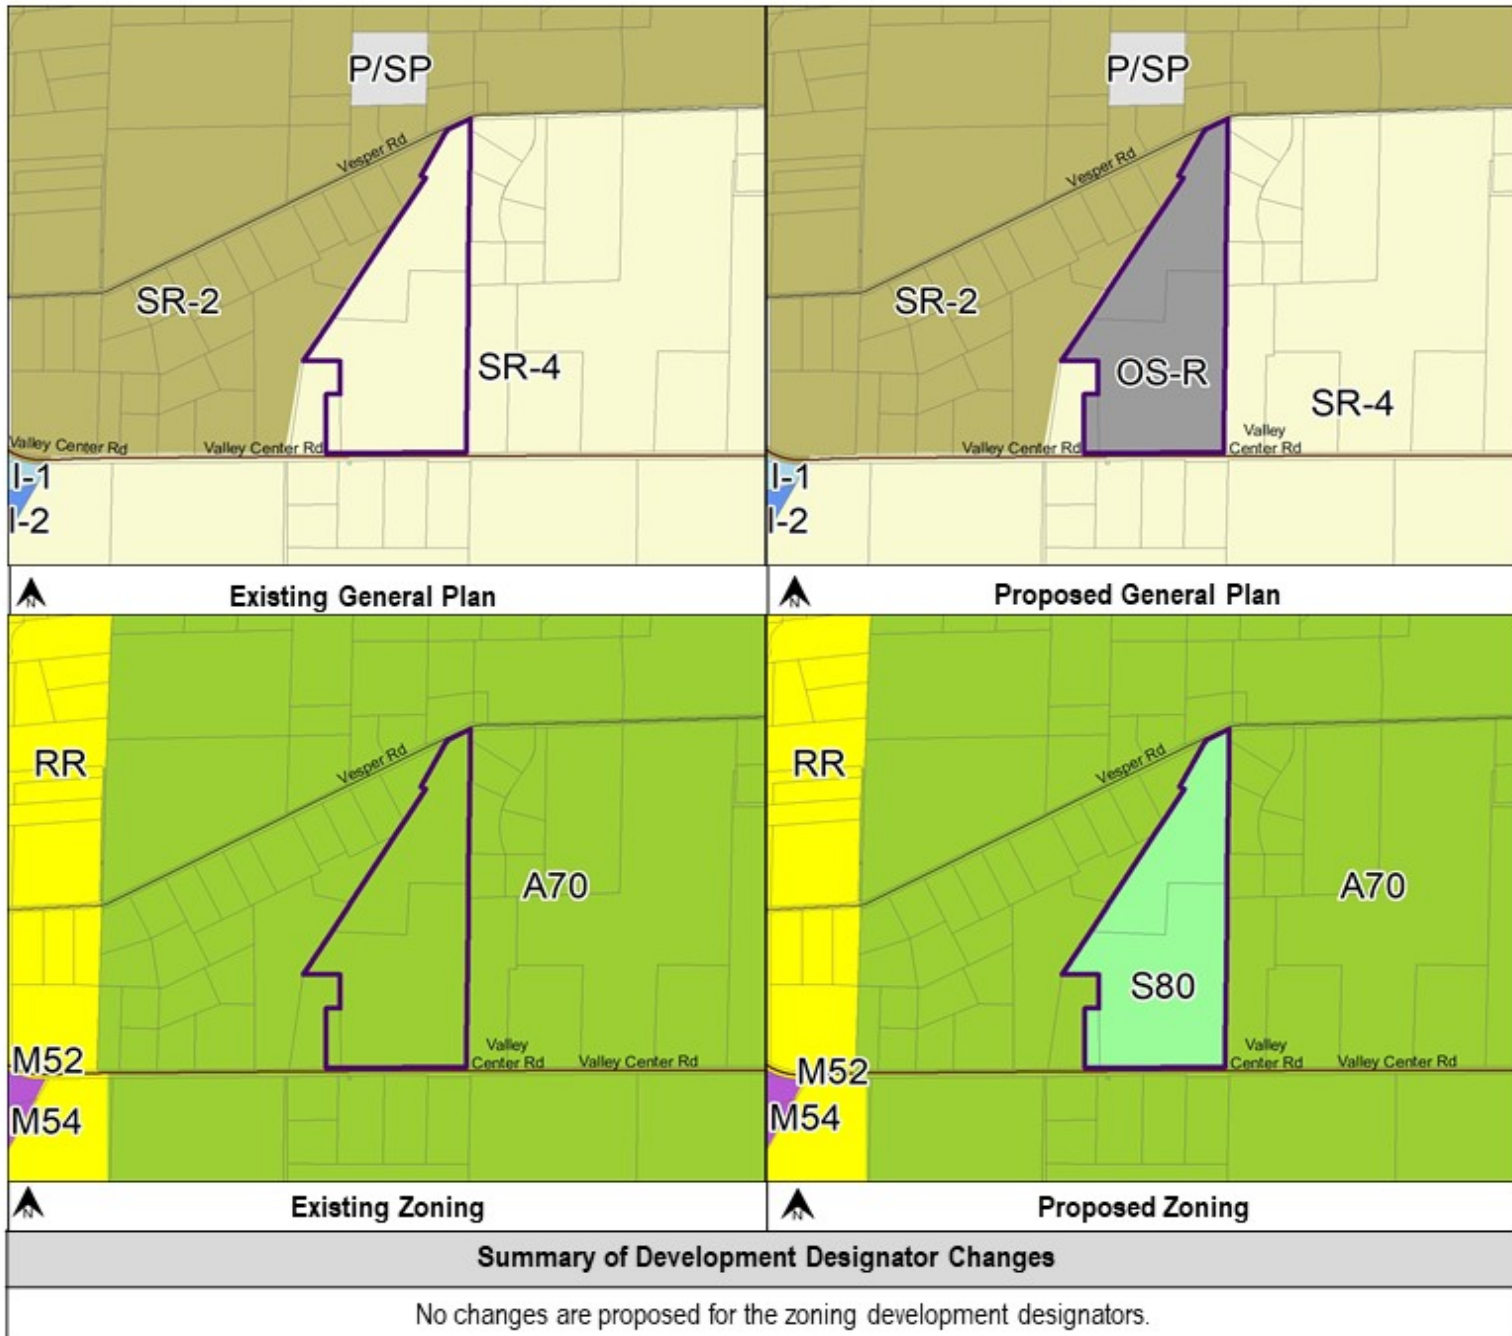 P/SP
Vesper Rd
SR-2
SR-4
Valley Center Rd
Valley Center Rd
I-1
I-2
N
Existing General Plan
P/SP
Vesper Rd
SR-2
OS-R
SR-4
Valley
Center Rd
Valley Center Rd
I-1
I-2
N
Proposed General Plan
RR
Vesper Rd
A70
Valley
Center Rd
Valley Center Rd
M52
M54
N
Existing Zoning
RR
Vesper Rd
A70
S80
Valley
Center Rd
Valley Center Rd
M52
M54
N
Proposed Zoning
Summary of Development Designator Changes
No changes are proposed for the zoning development designators.